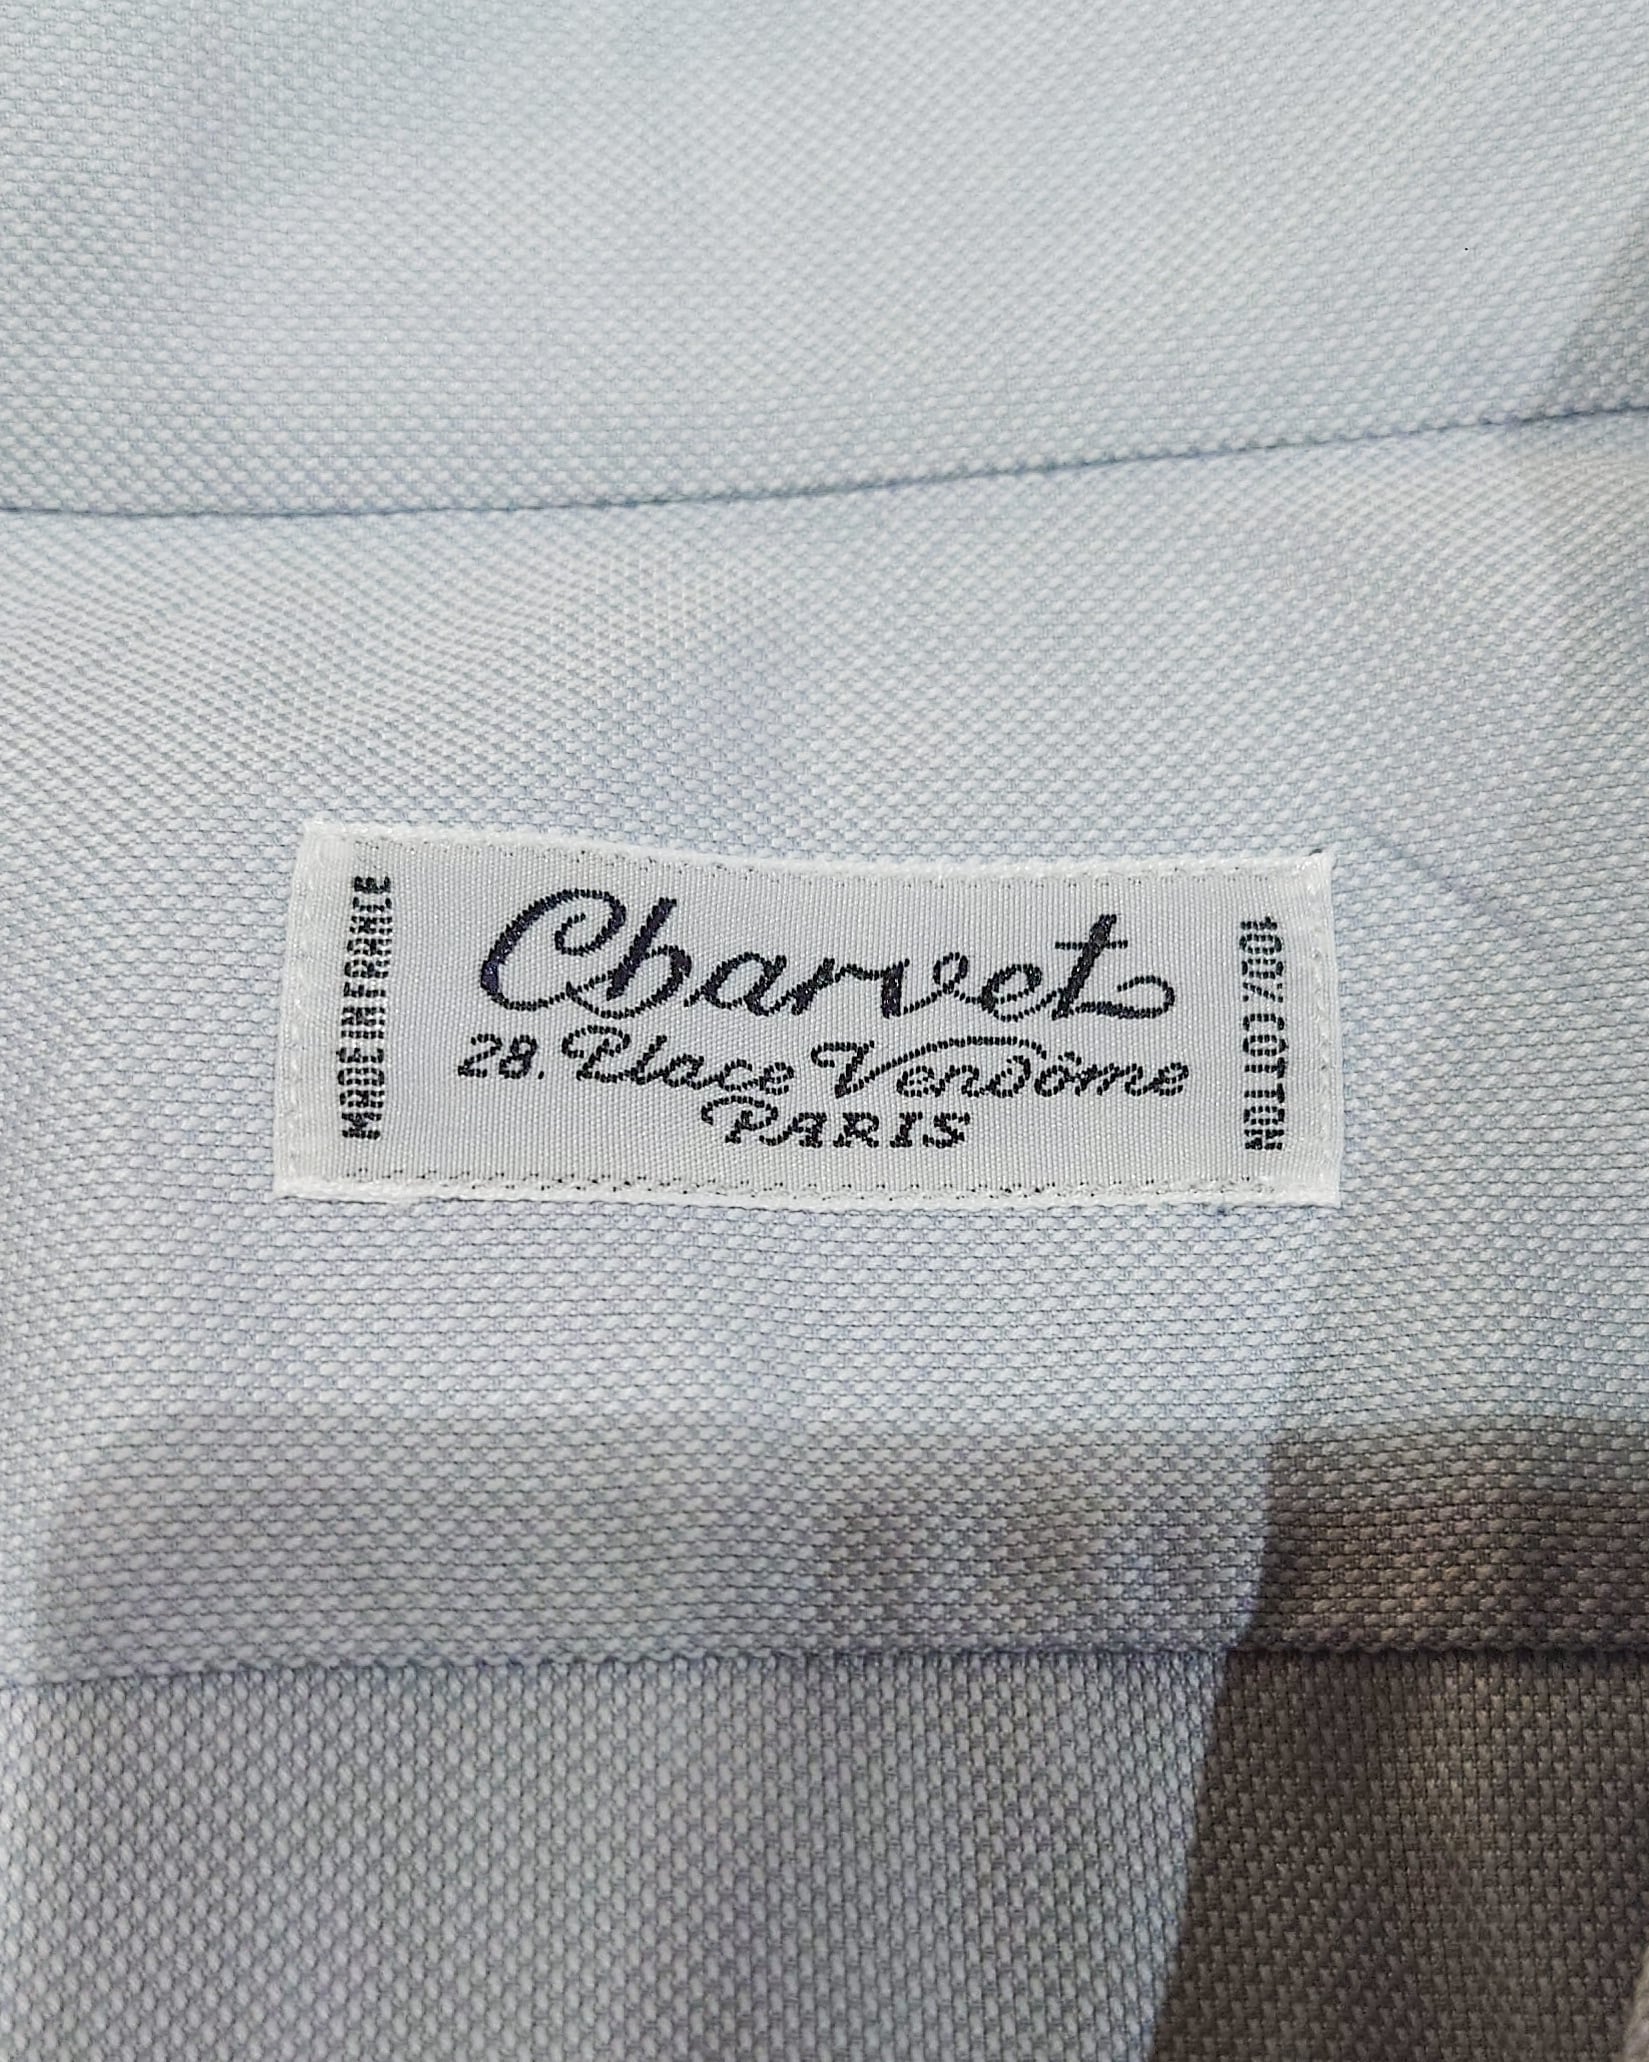 MADE IN FRANCE
Charvet
28. Place Vendôme
PARIS
100% COTTON